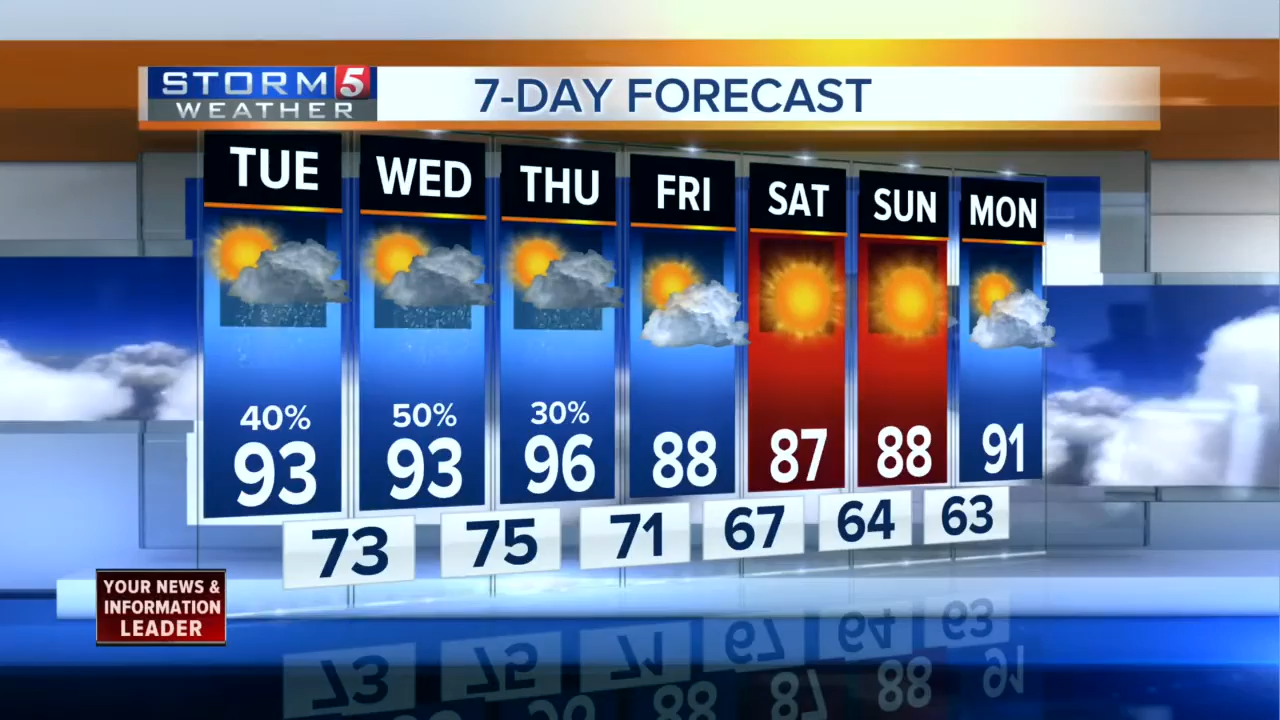 STORM 5
WEATHER
7-DAY FORECAST
TUE WED THU FRI SAT SUN MON
40% 50% 30%
93 93 96 88 87 88 91
73 75 71 67 64 63
YOUR NEWS &
INFORMATION
LEADER